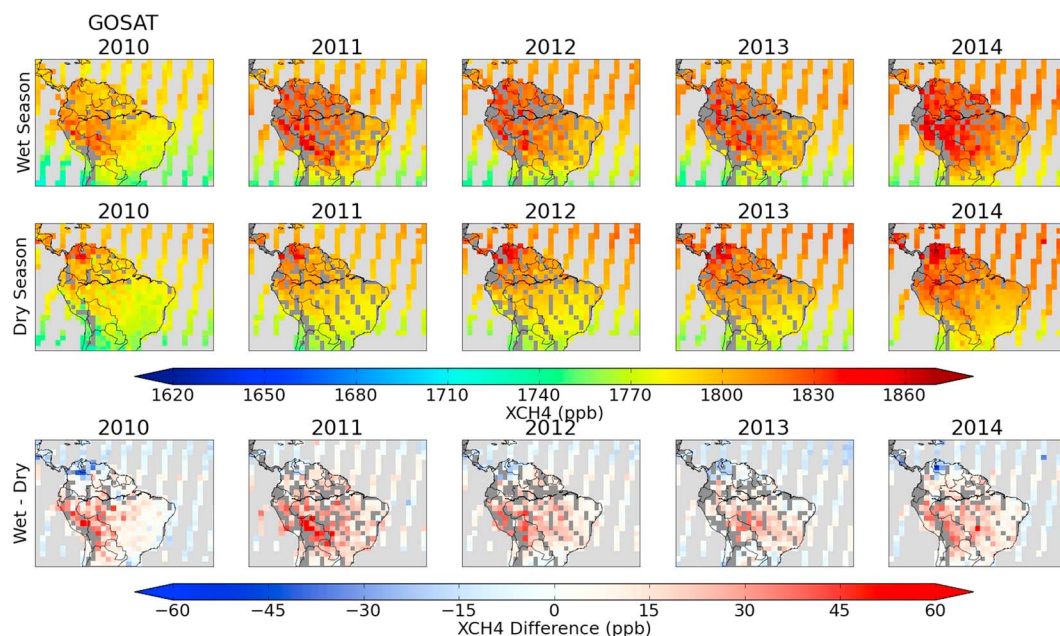 GOSAT
2010 2011 2012 2013 2014
Wet Season
2010 2011 2012 2013 2014
Dry Season
1620 1650 1680 1710 1740 1770 1800 1830 1860
XCH4 (ppb)
2010 2011 2012 2013 2014
Wet - Dry
−60 −45 −30 −15 0 15 30 45 60
XCH4 Difference (ppb)